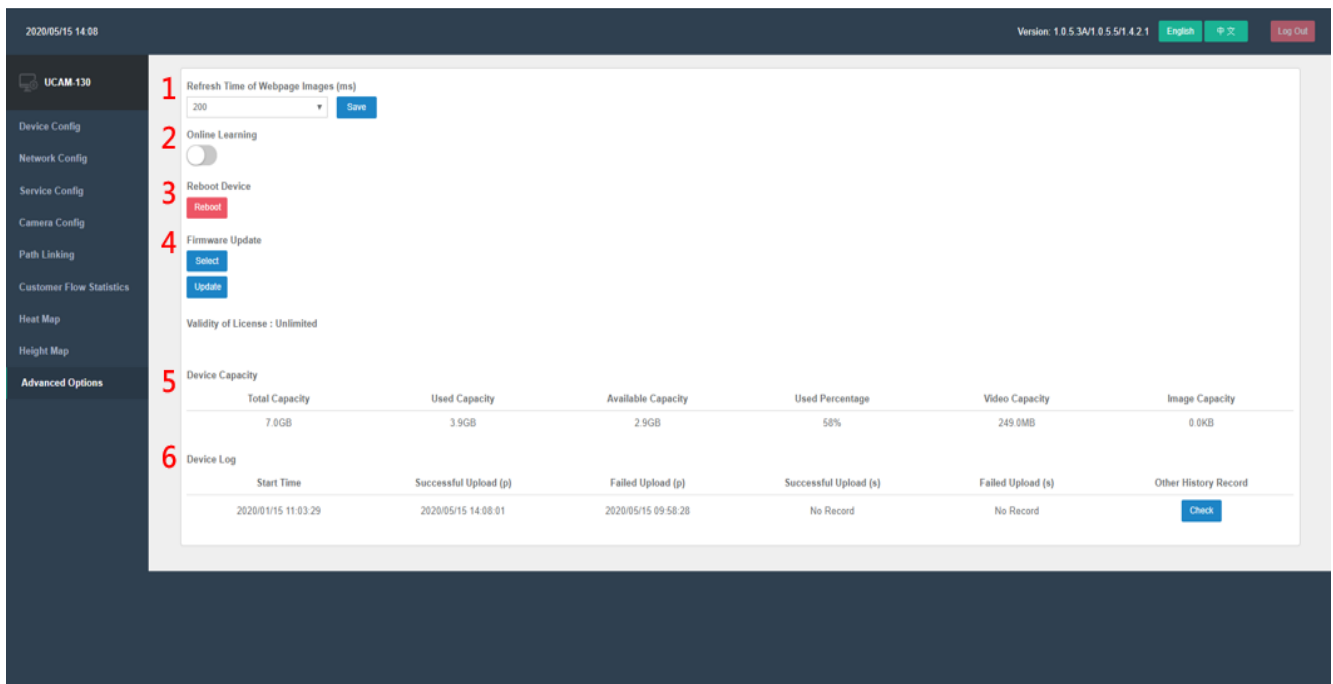 2020/05/15 14:08
Version: 1.0.5.3A/1.0.5.5/1.4.2.1 English 中文 Log Out
UCAM-130
Device Config
Network Config
Service Config
Camera Config
Path Linking
Customer Flow Statistics
Heat Map
Height Map
Advanced Options
1 Refresh Time of Webpage Images (ms)
200 Save
2 Online Learning
3 Reboot Device
Reboot
4 Firmware Update
Select
Update
Validity of License : Unlimited
5 Device Capacity
Total Capacity Used Capacity Available Capacity Used Percentage Video Capacity Image Capacity
7.0GB 3.9GB 2.9GB 58% 249.0MB 0.0KB
6 Device Log
Start Time Successful Upload (p) Failed Upload (p) Successful Upload (s) Failed Upload (s) Other History Record
2020/01/15 11:03:29 2020/05/15 14:08:01 2020/05/15 09:58:28 No Record No Record Check